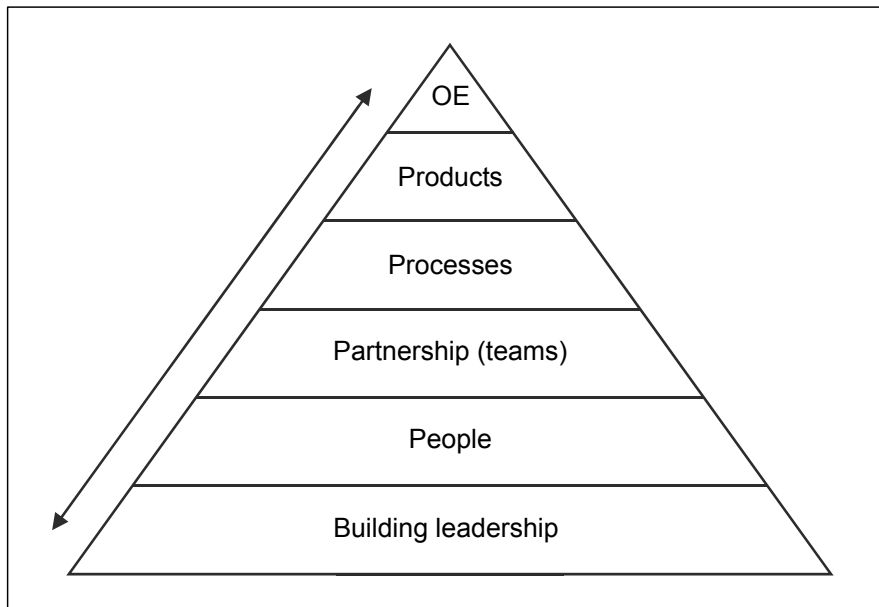 OE
Products
Processes
Partnership (teams)
People
Building leadership